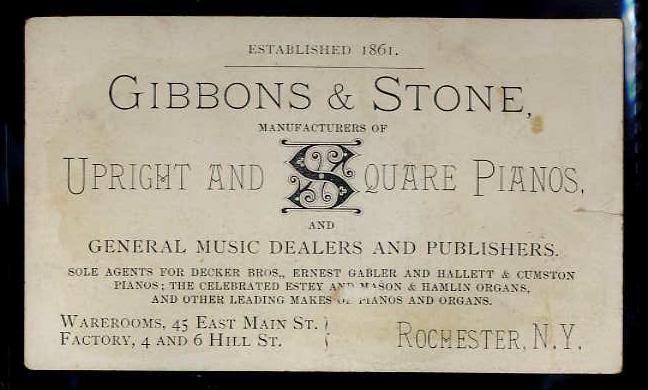 ESTABLISHED 1861.
GIBBONS & STONE,
MANUFACTURERS OF
UPRIGHT AND SQUARE PIANOS,
AND
GENERAL MUSIC DEALERS AND PUBLISHERS.
SOLE AGENTS FOR DECKER BROS., ERNEST GABLER AND HALLETT & CUMSTON
PIANOS; THE CELEBRATED ESTEY AND MASON & HAMLIN ORGANS,
AND OTHER LEADING MAKES OF PIANOS AND ORGANS.
WAREROOMS, 45 EAST MAIN ST.
FACTORY, 4 AND 6 HILL ST.
ROCHESTER, N.Y.